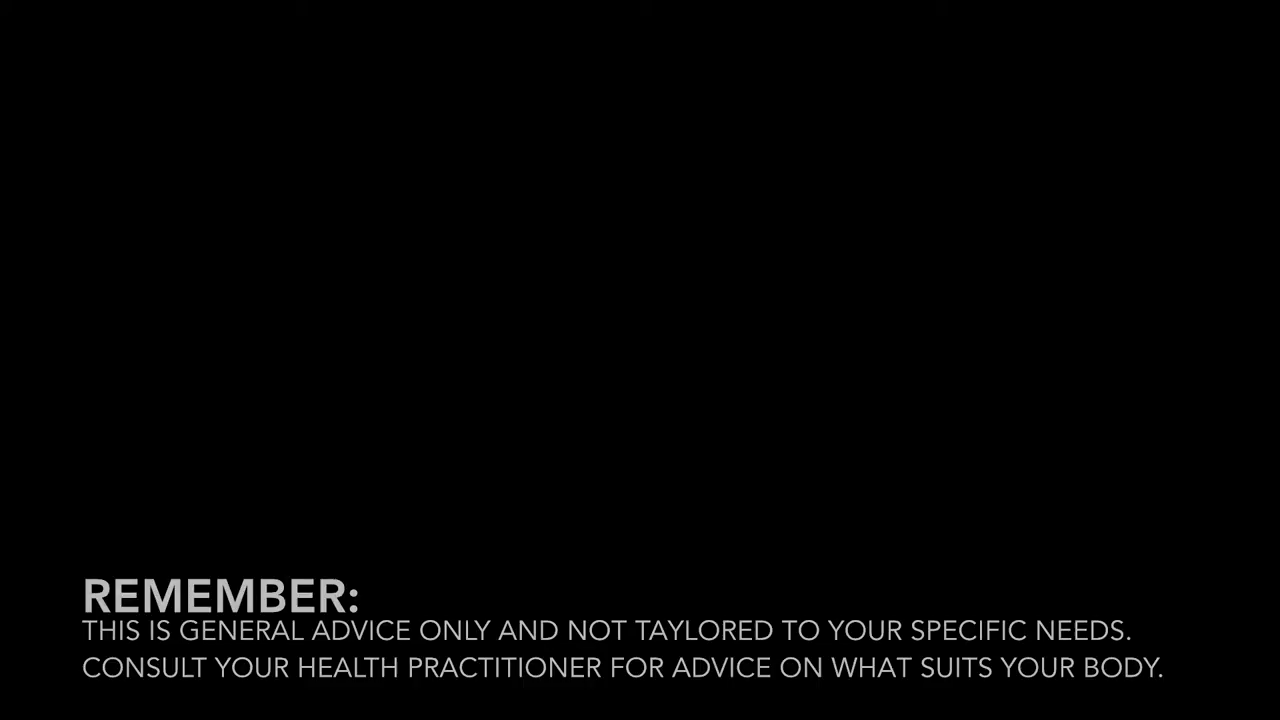 REMEMBER:
THIS IS GENERAL ADVICE ONLY AND NOT TAYLORED TO YOUR SPECIFIC NEEDS.
CONSULT YOUR HEALTH PRACTITIONER FOR ADVICE ON WHAT SUITS YOUR BODY.